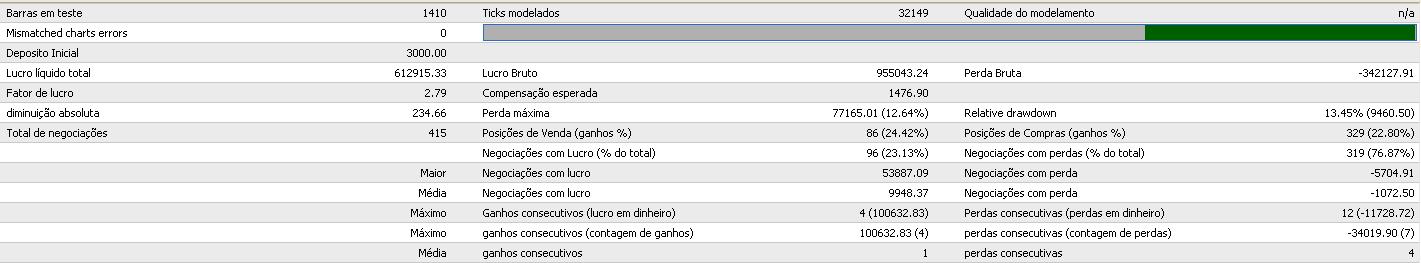 Barras em teste 1410 Ticks modelados 32149 Qualidade do modelamento n/a
Mismatched charts errors 0
Deposito Inicial 3000.00
Lucro líquido total 612915.33 Lucro Bruto 955043.24 Perda Bruta -342127.91
Fator de lucro 2.79 Compensação esperada 1476.90
diminuição absoluta 234.66 Perda máxima 77165.01 (12.64%) Relative drawdown 13.45% (9460.50)
Total de negociações 415 Posições de Venda (ganhos %) 86 (24.42%) Posições de Compras (ganhos %) 329 (22.80%)
Negociações com Lucro (% do total) 96 (23.13%) Negociações com perdas (% do total) 319 (76.87%)
Maior Negociações com lucro 53887.09 Negociações com perda -5704.91
Média Negociações com lucro 9948.37 Negociações com perda -1072.50
Máximo Ganhos consecutivos (lucro em dinheiro) 4 (100632.83) Perdas consecutivas (perdas em dinheiro) 12 (-11728.72)
Máximo ganhos consecutivos (contagem de ganhos) 100632.83 (4) perdas consecutivas (contagem de perdas) -34019.90 (7)
Média ganhos consecutivos 1 perdas consecutivas 4